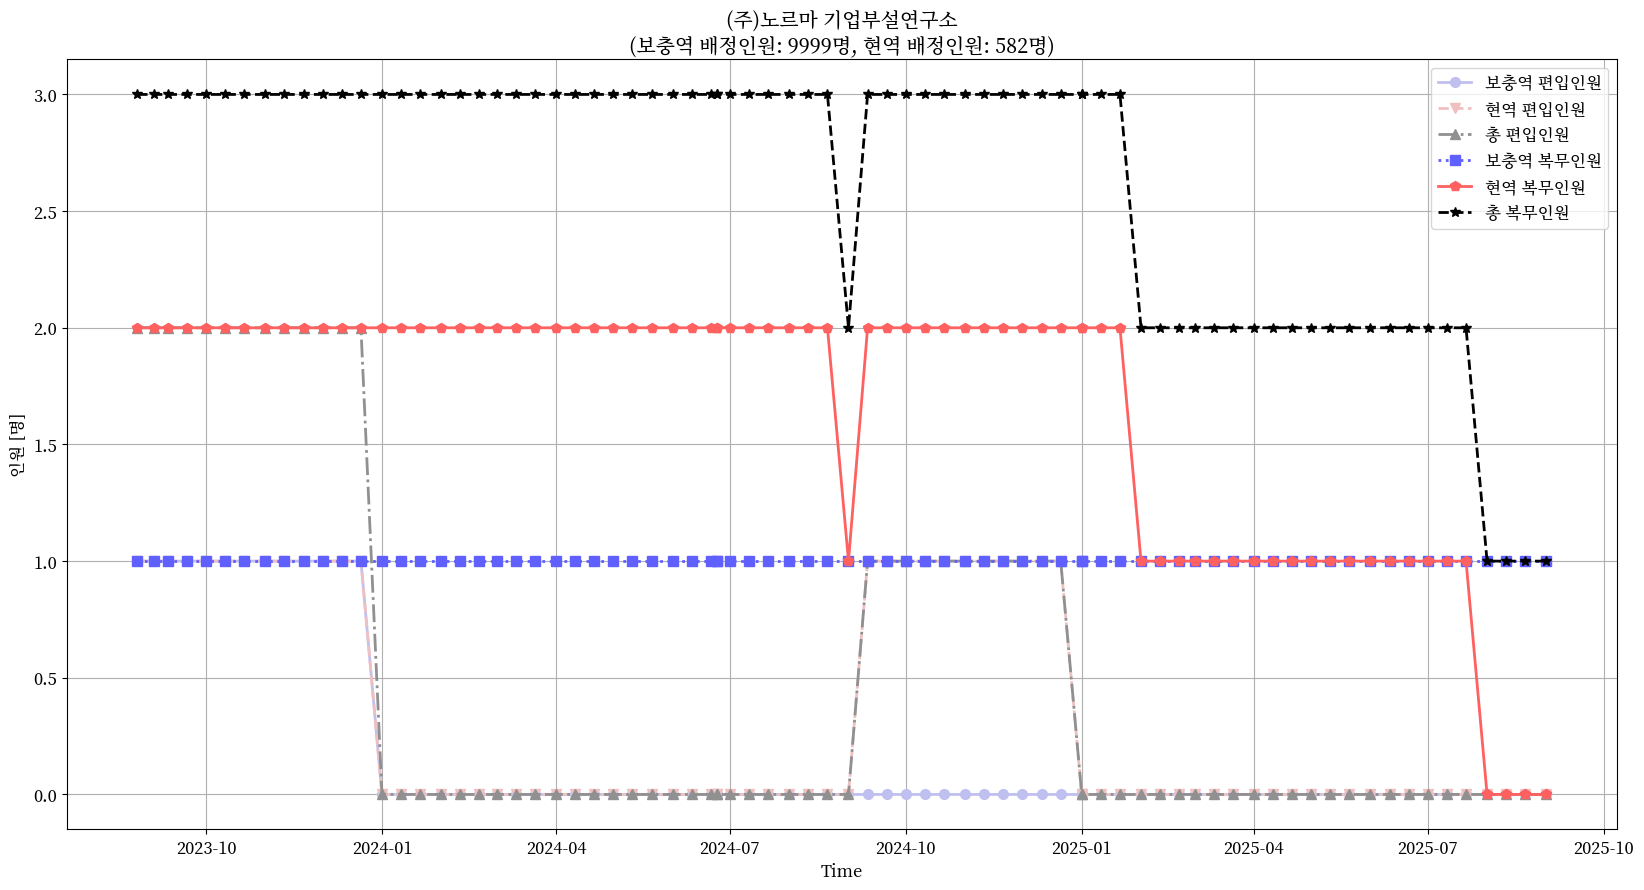 (주)노르마 기업부설연구소
(보충역 배정인원: 9999명, 현역 배정인원: 582명)
보충역 편입인원
현역 편입인원
총 편입인원
보충역 복무인원
현역 복무인원
총 복무인원
인원 [명]
3.0
2.5
2.0
1.5
1.0
0.5
0.0
2023-10 2024-01 2024-04 2024-07 2024-10 2025-01 2025-04 2025-07 2025-10
Time